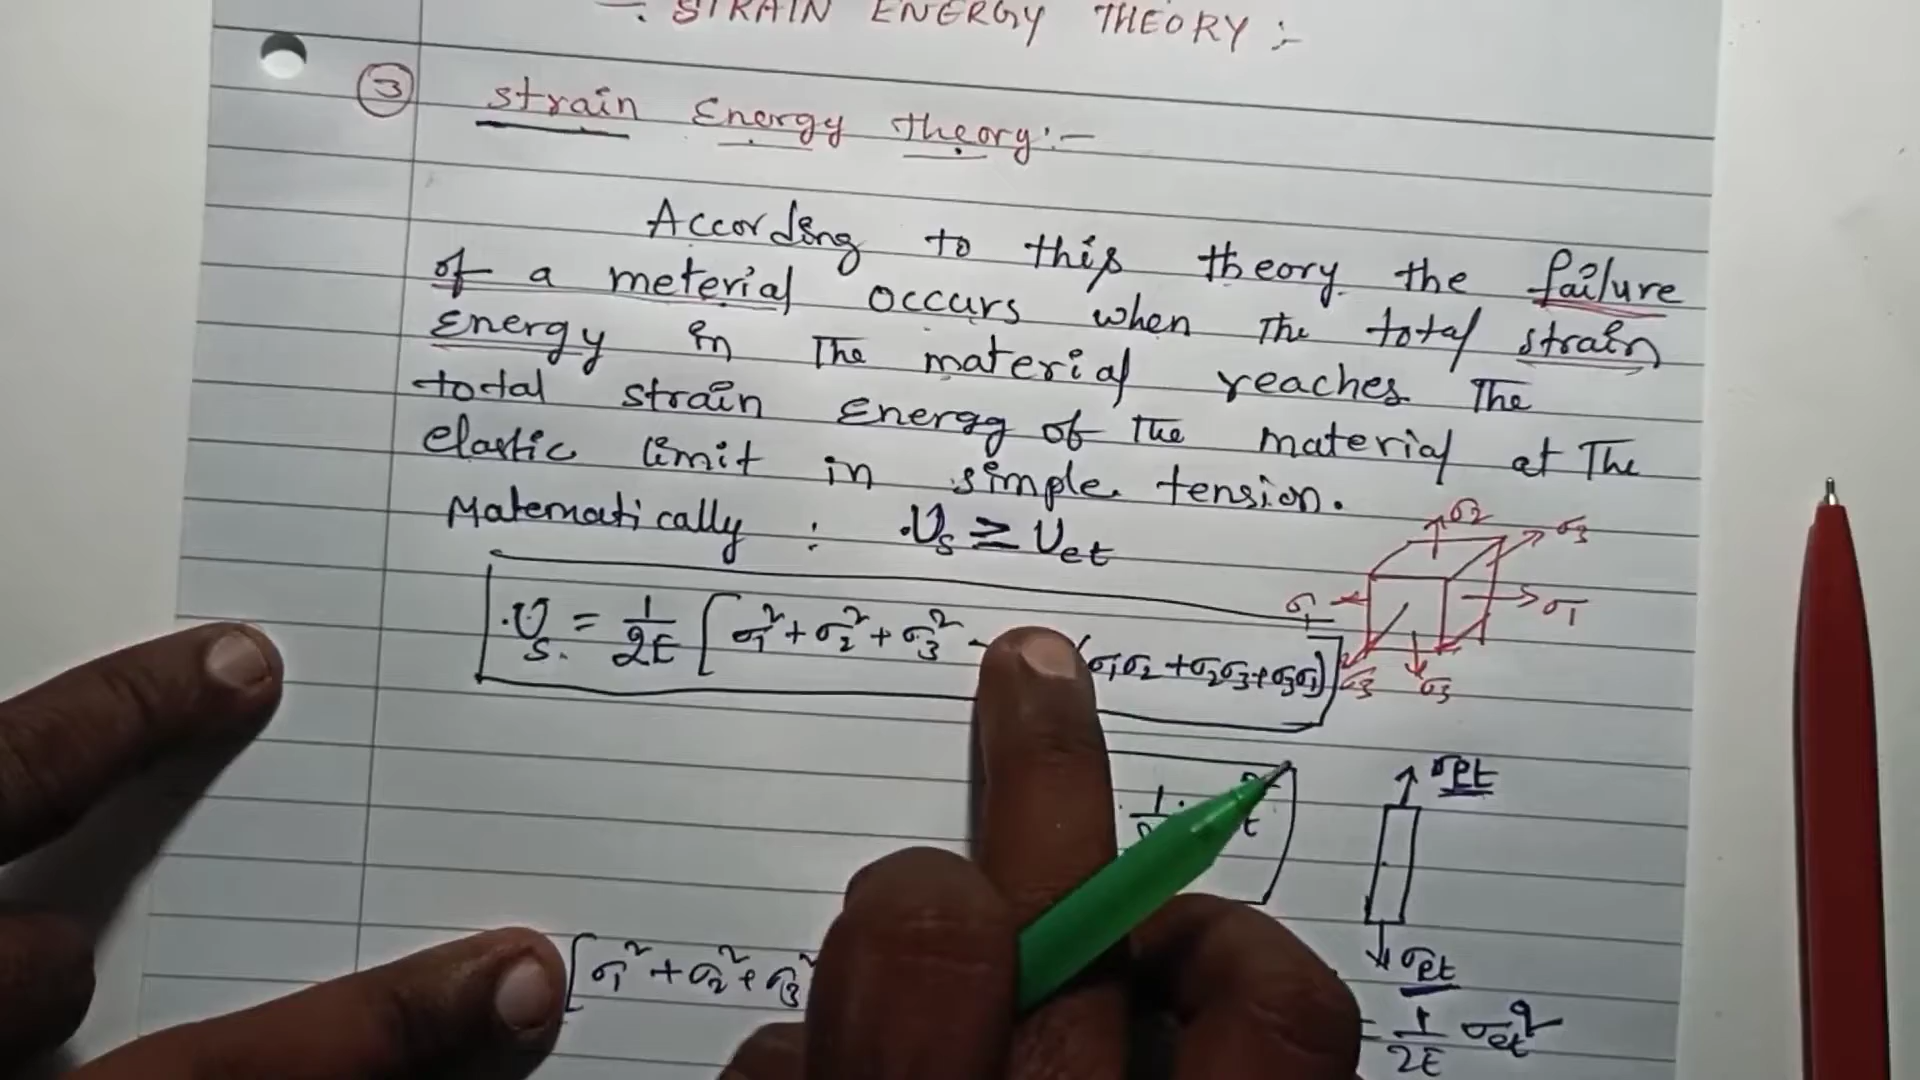 STRAIN ENERGY THEORY :-
③ strain Energy theory:-
According to this theory the failure
of a meterial occurs when The total strain
Energy in The material reaches The
total strain Energy of The material at The
elastic limit in simple tension.
Matematically : Us ≥ Uet
Us. = 1/2E [σ1² + σ2² + σ3² - (σ1σ2 + σ2σ3 + σ3σ1)]
σ2
σ3
σ1
σ1
σ3
σ3
σet
σet
[σ1² + σ2² + σ3²
= 1/2E σet²